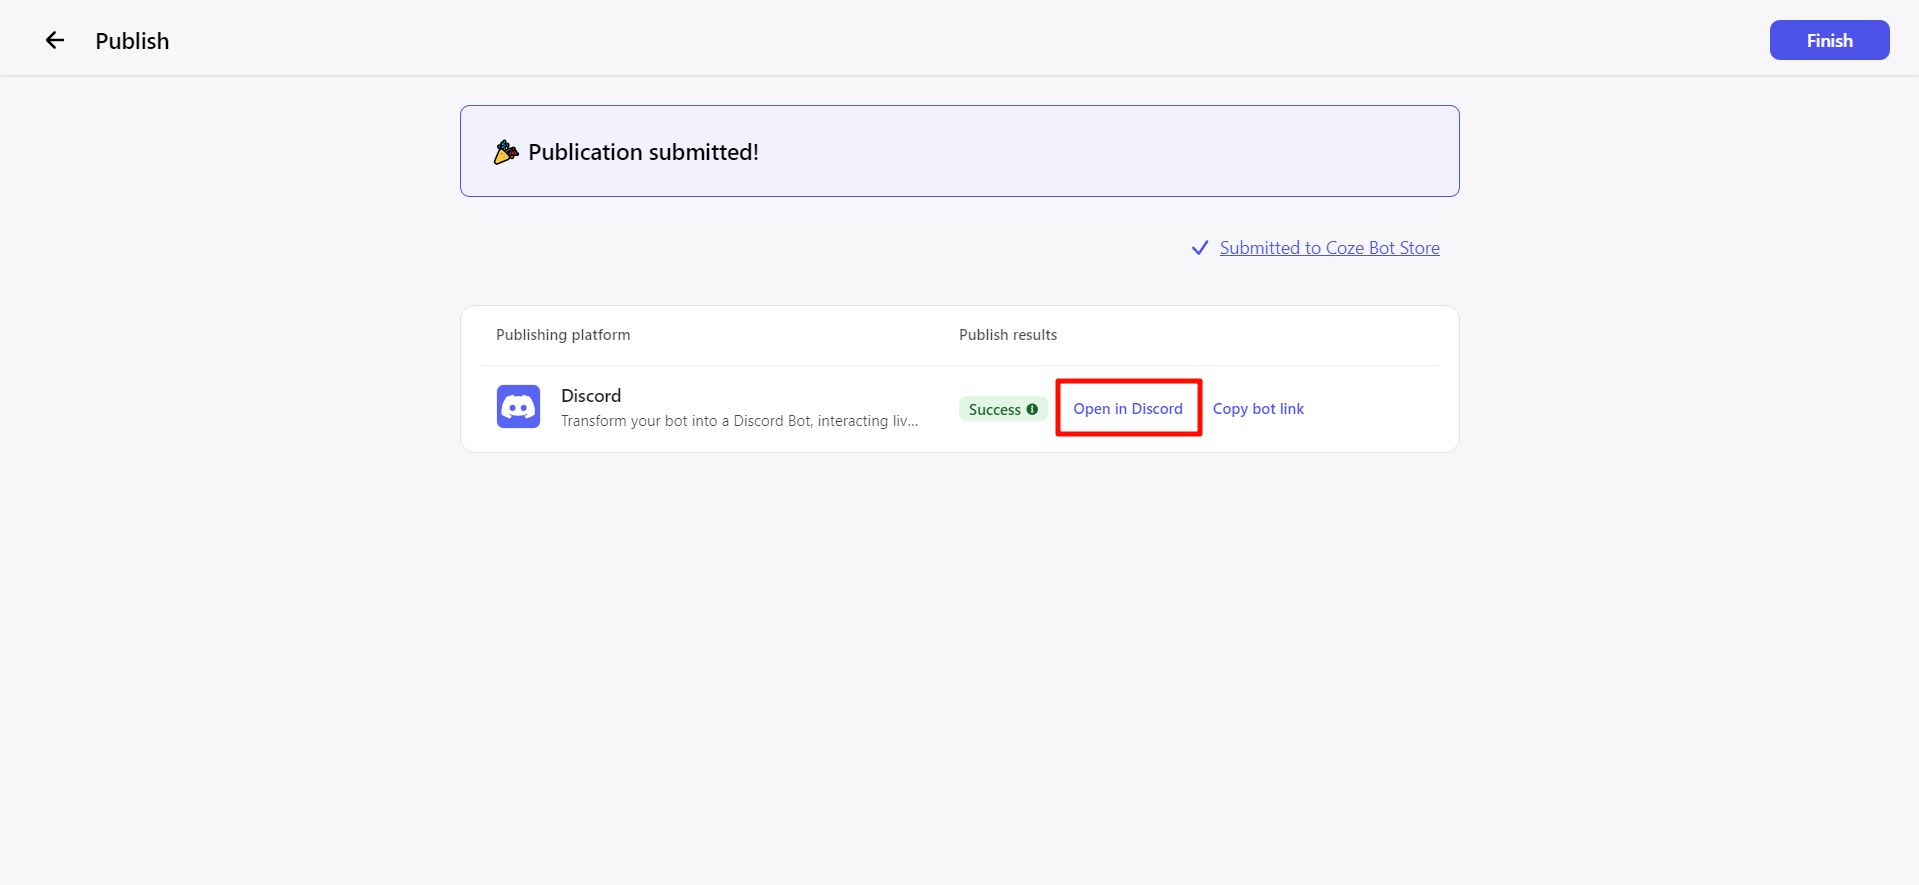 Publish
Finish
Publication submitted!
Submitted to Coze Bot Store
Publishing platform
Publish results
Discord
Transform your bot into a Discord Bot, interacting liv...
Success
Open in Discord
Copy bot link